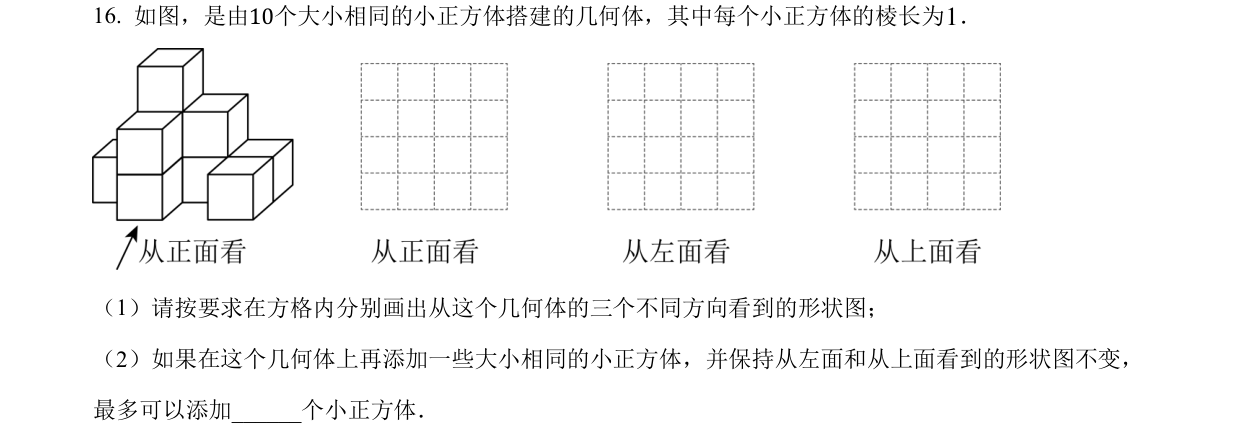 16. 如图，是由10个大小相同的小正方体搭建的几何体，其中每个小正方体的棱长为1．
从正面看 从正面看 从左面看 从上面看
（1）请按要求在方格内分别画出从这个几何体的三个不同方向看到的形状图；
（2）如果在这个几何体上再添加一些大小相同的小正方体，并保持从左面和从上面看到的形状图不变，
最多可以添加______个小正方体．